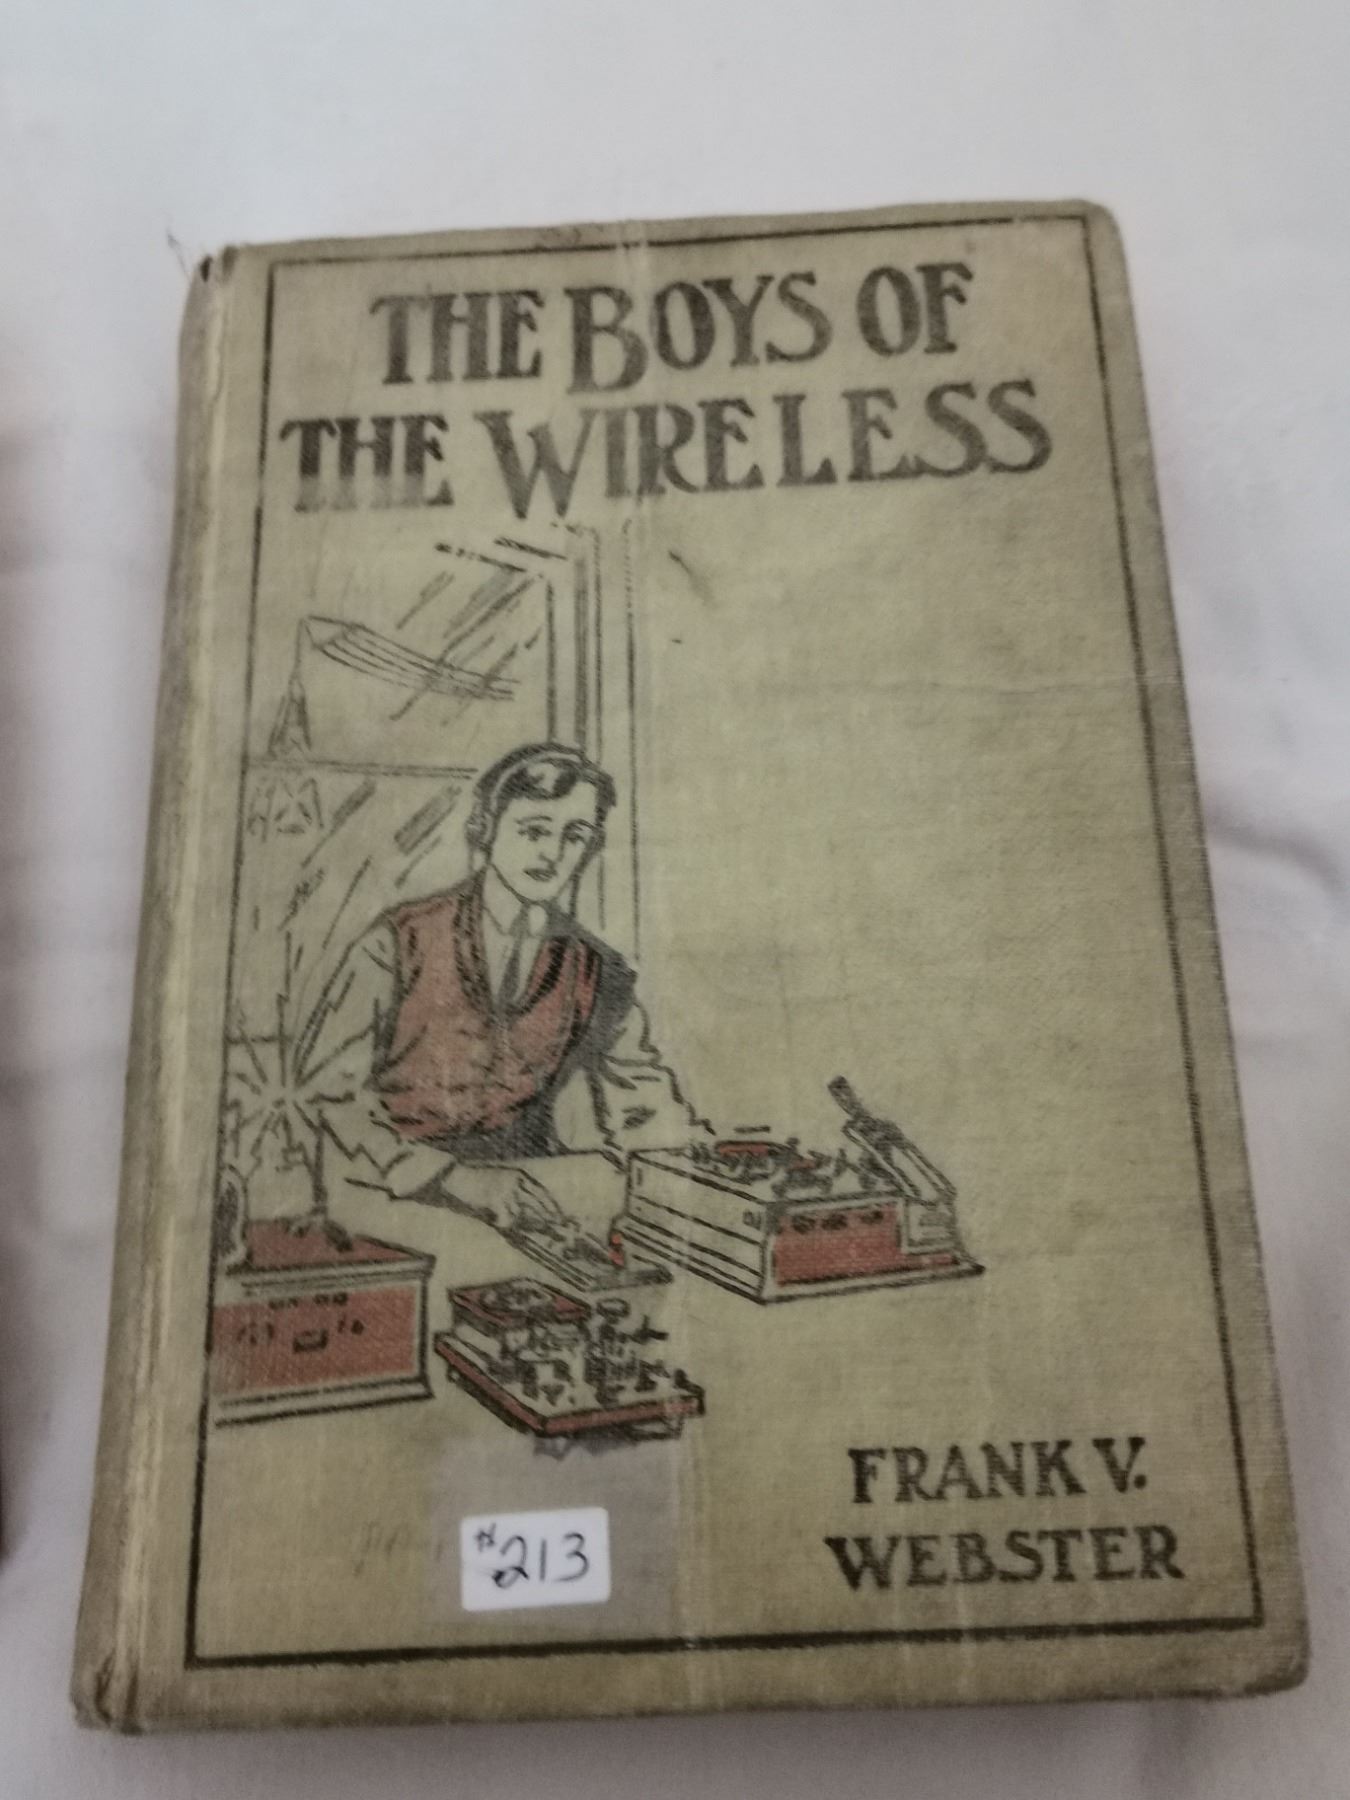 THE BOYS OF
THE WIRELESS
FRANK V.
WEBSTER
#213